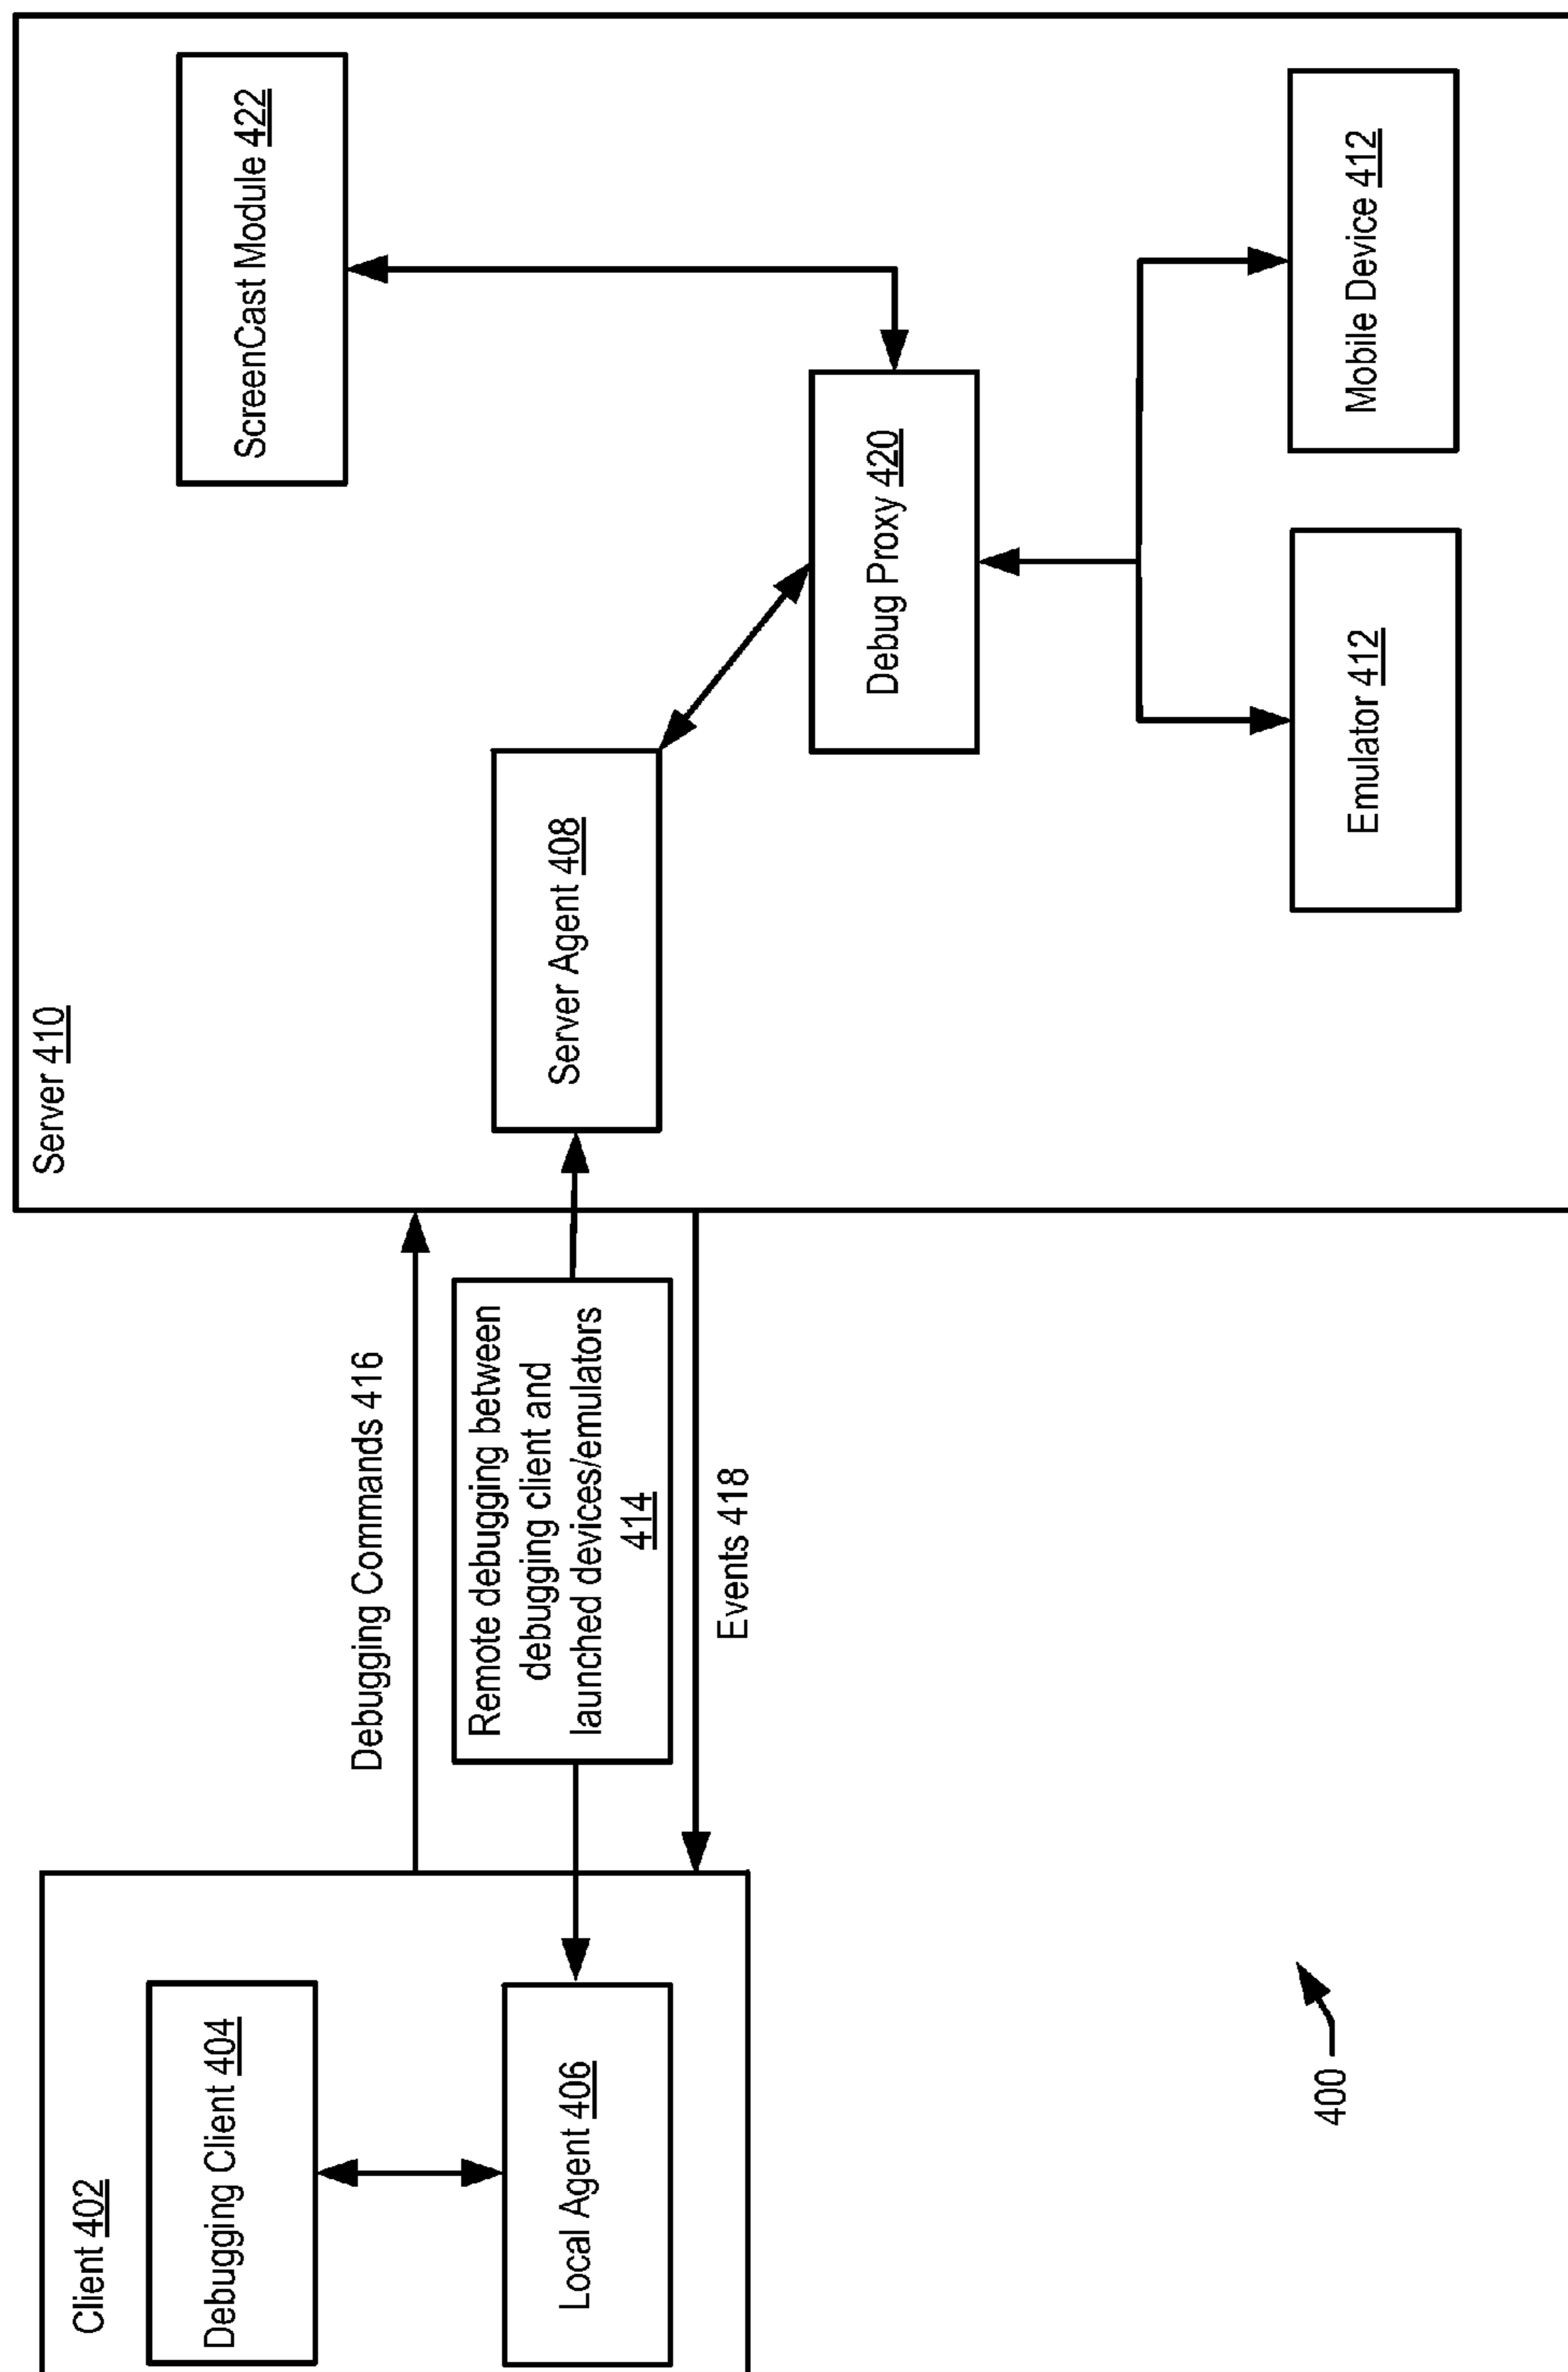 Client 402
Debugging Client 404
Local Agent 406
Debugging Commands 416
Remote debugging between
debugging client and
launched devices/emulators
414
Events 418
Server 410
Server Agent 408
ScreenCast Module 422
Debug Proxy 420
Emulator 412
Mobile Device 412
400